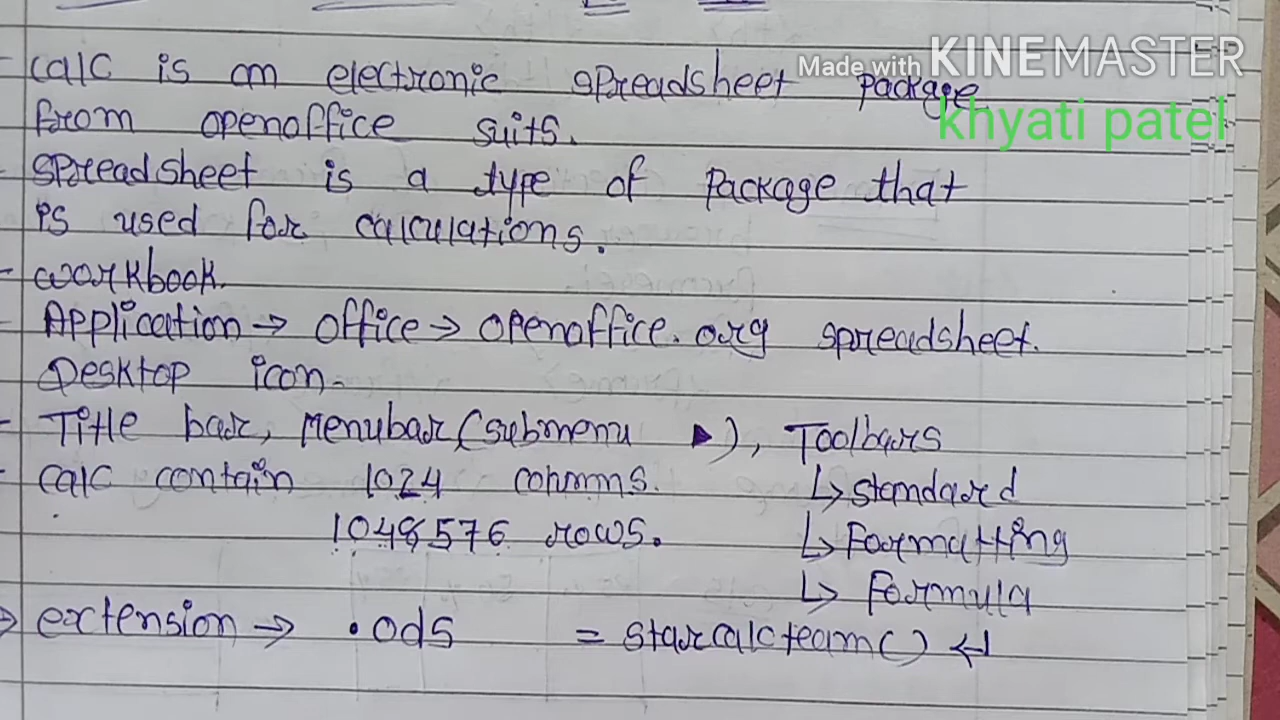 Made with KINEMASTER
khyati patel
- calc is an electronic spreadsheet package
from openoffice suits.
- spreadsheet is a type of package that
is used for calculations.
- workbook.
- Application → office → openoffice.org spreadsheet.
Desktop icon.
- Title bar, Menubar (submenu ▶), Toolbars
- calc contain 1024 cohmms. ↳ standard
1048576 rows. ↳ Formatting
↳ Formula
→ extension → .ods = starcalcteam() ↵